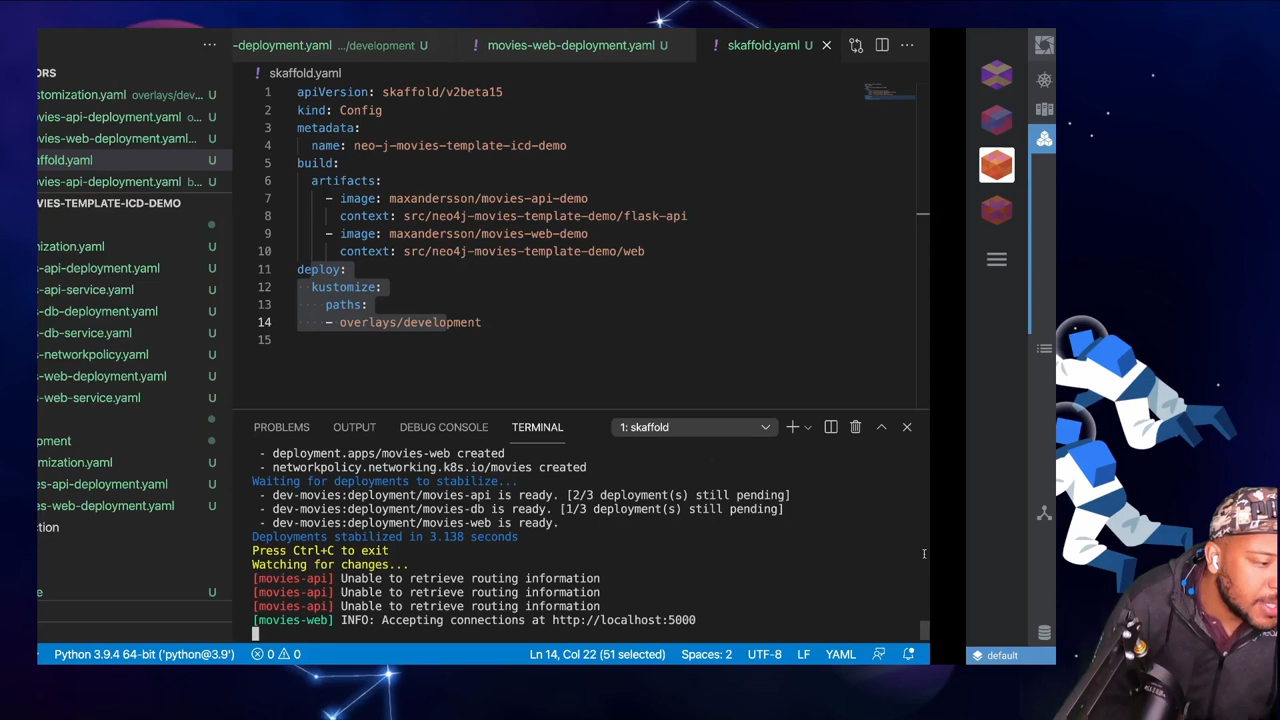 -deployment.yaml .../development U
! movies-web-deployment.yaml U
! skaffold.yaml U
! skaffold.yaml
ORS
stomization.yaml overlays/dev... U
vies-api-deployment.yaml o... U
vies-web-deployment.yaml... U
affold.yaml U
vies-api-deployment.yaml b... U
VIES-TEMPLATE-ICD-DEMO
ization.yaml U
s-api-deployment.yaml U
s-api-service.yaml U
s-db-deployment.yaml U
s-db-service.yaml U
s-networkpolicy.yaml U
s-web-deployment.yaml U
s-web-service.yaml U
pment
mization.yaml U
s-api-deployment.yaml U
s-web-deployment.yaml U
ction
e U
1 apiVersion: skaffold/v2beta15
2 kind: Config
3 metadata:
4 name: neo-j-movies-template-icd-demo
5 build:
6 artifacts:
7 - image: maxandersson/movies-api-demo
8 context: src/neo4j-movies-template-demo/flask-api
9 - image: maxandersson/movies-web-demo
10 context: src/neo4j-movies-template-demo/web
11 deploy:
12 kustomize:
13 paths:
14 - overlays/development
15
PROBLEMS OUTPUT DEBUG CONSOLE TERMINAL 1: skaffold
- deployment.apps/movies-web created
- networkpolicy.networking.k8s.io/movies created
Waiting for deployments to stabilize...
- dev-movies:deployment/movies-api is ready. [2/3 deployment(s) still pending]
- dev-movies:deployment/movies-db is ready. [1/3 deployment(s) still pending]
- dev-movies:deployment/movies-web is ready.
Deployments stabilized in 3.138 seconds
Press Ctrl+C to exit
Watching for changes...
[movies-api] Unable to retrieve routing information
[movies-api] Unable to retrieve routing information
[movies-api] Unable to retrieve routing information
[movies-web] INFO: Accepting connections at http://localhost:5000
Python 3.9.4 64-bit ('python@3.9') 0 0 Ln 14, Col 22 (51 selected) Spaces: 2 UTF-8 LF YAML
default